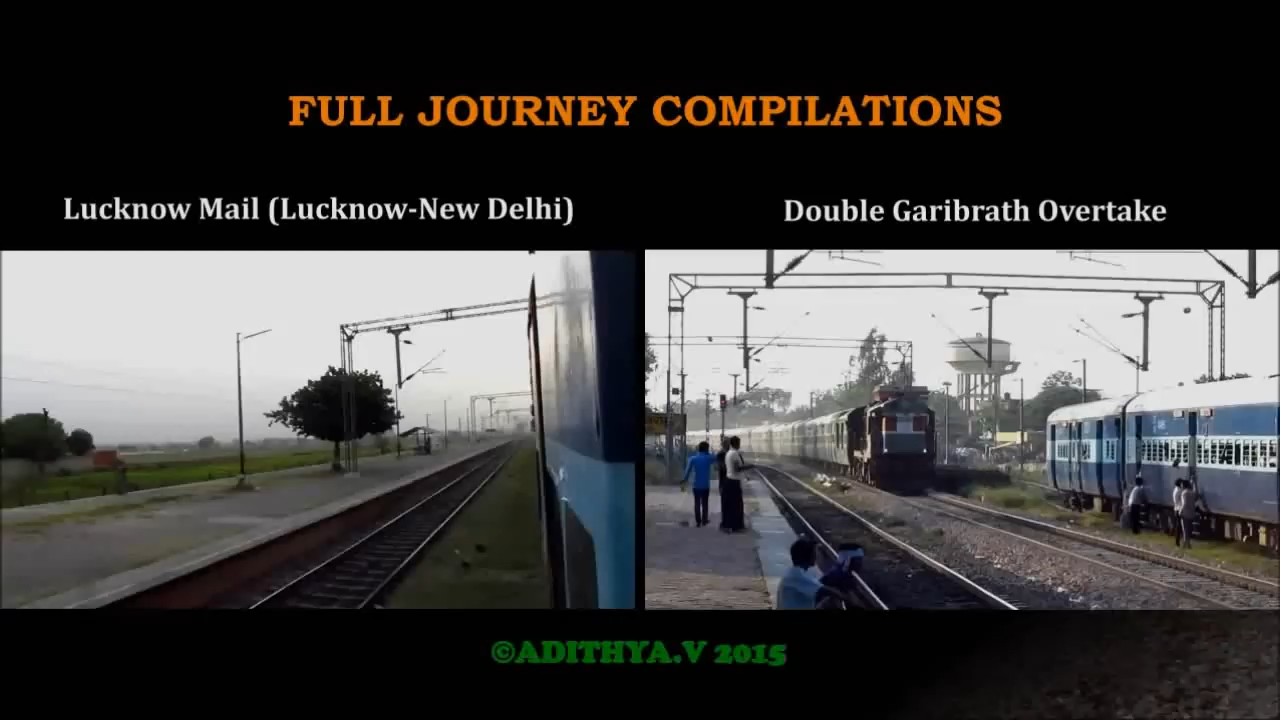 FULL JOURNEY COMPILATIONS
Lucknow Mail (Lucknow-New Delhi)
Double Garibrath Overtake
©ADITHYA.V 2015